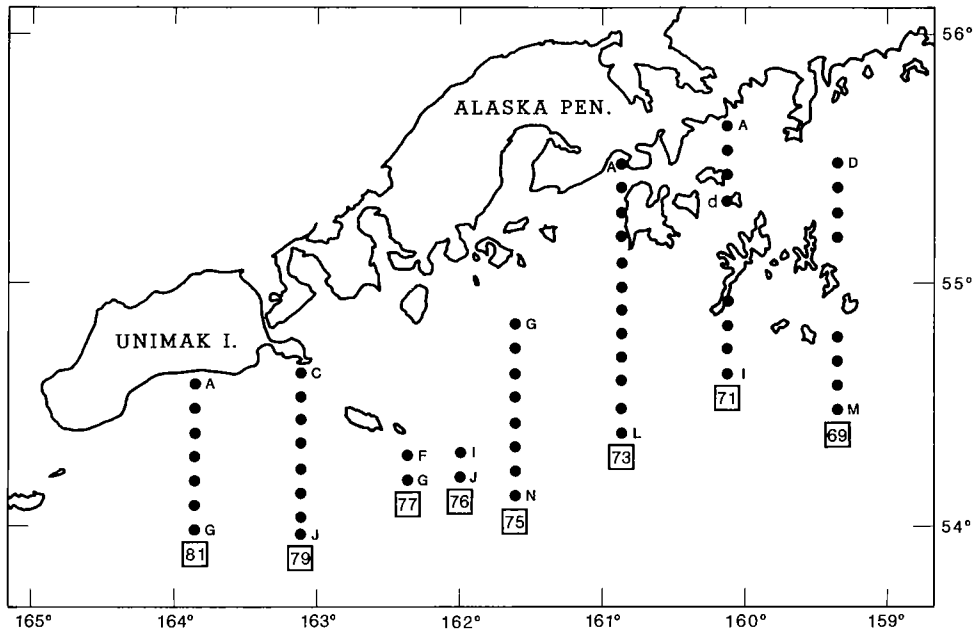 56°
ALASKA PEN.
A
A
D
d
55°
UNIMAK I.
G
C
A
I
71
M
69
L
73
F
I
G
J
77
76
N
75
54°
G
J
81
79
165°
164°
163°
162°
161°
160°
159°